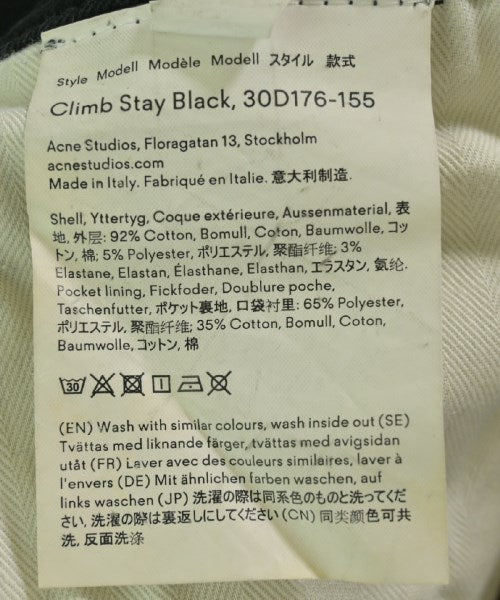 Style Modell Modèle Modell スタイル 款式
Climb Stay Black, 30D176-155
Acne Studios, Floragatan 13, Stockholm
acnestudios.com
Made in Italy. Fabriqué en Italie. 意大利制造.
Shell, Yttertyg, Coque extérieure, Aussenmaterial, 表
地, 外层: 92% Cotton, Bomull, Coton, Baumwolle, コッ
トン, 棉; 5% Polyester, ポリエステル, 聚酯纤维; 3%
Elastane, Elastan, Élasthane, Elasthan, エラスタン, 氨纶.
Pocket lining, Fickfoder, Doublure poche,
Taschenfutter, ポケット裏地, 口袋衬里: 65% Polyester,
ポリエステル, 聚酯纤维; 35% Cotton, Bomull, Coton,
Baumwolle, コットン, 棉
30
(EN) Wash with similar colours, wash inside out (SE)
Tvättas med liknande färger, tvättas med avigsidan
utåt (FR) Laver avec des couleurs similaires, laver à
l'envers (DE) Mit ähnlichen farben waschen, auf
links waschen (JP) 洗濯の際は同系色のものと洗ってくだ
さい, 洗濯の際は裏返しにしてください (CN) 同类颜色可共
洗, 反面洗涤